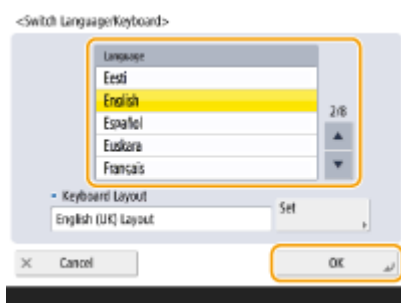 <Switch Language/Keyboard>
Language
Eesti
English
Español
Euskara
Français
2/8
Keyboard Layout
English (UK) Layout
Set
Cancel
OK